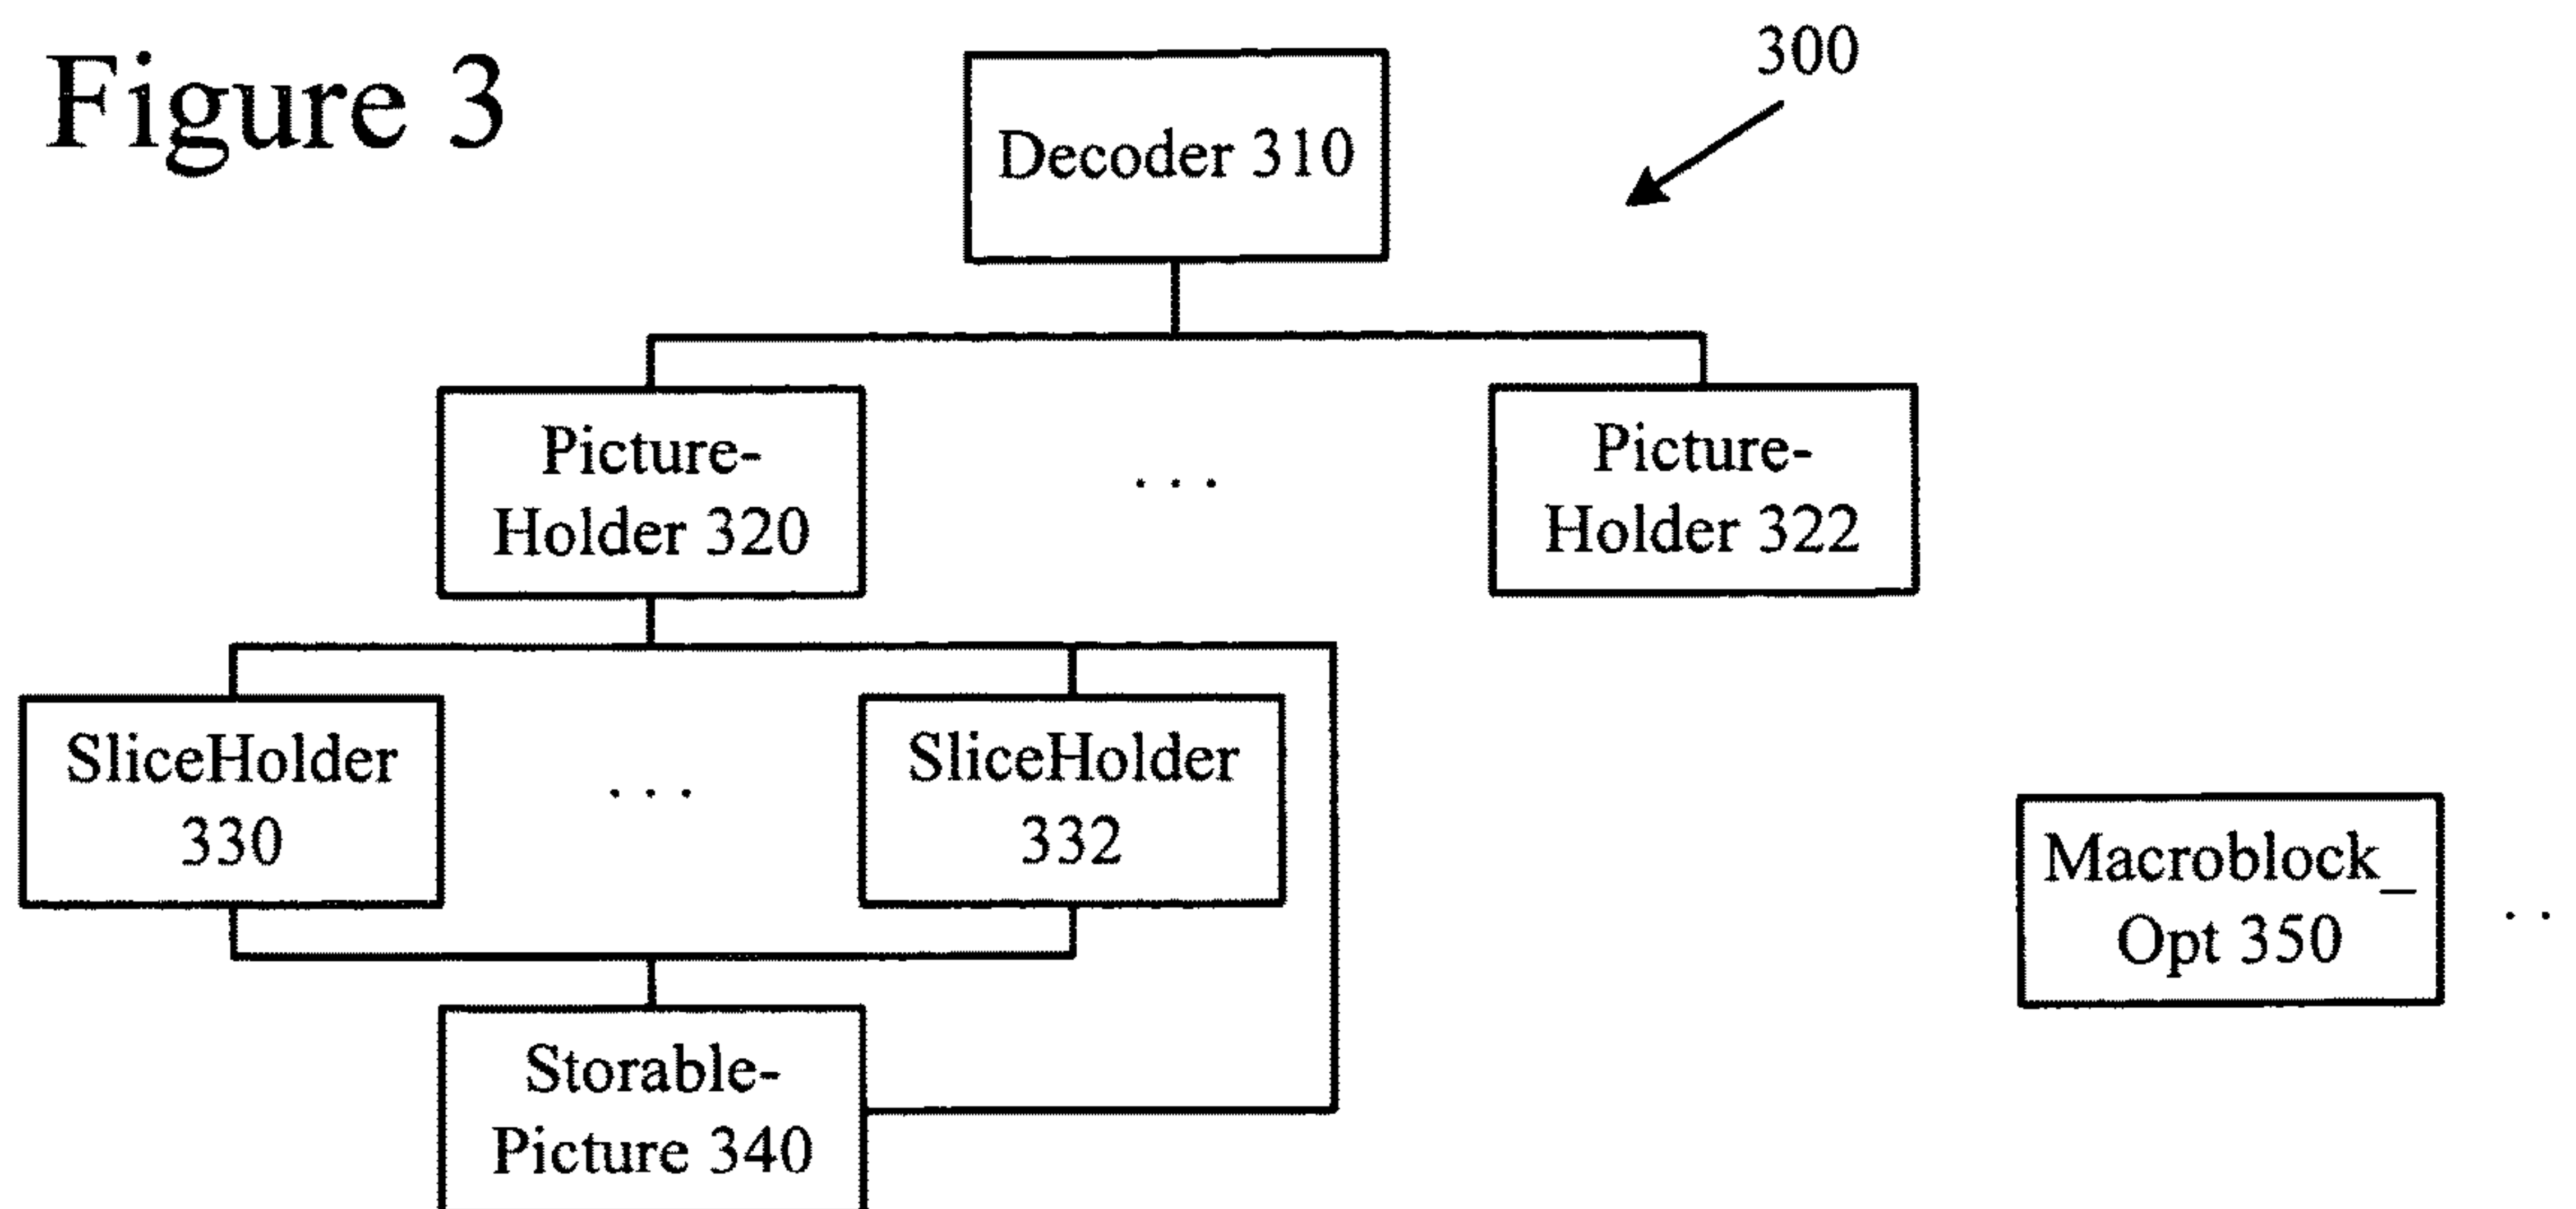 Figure 3
300
Decoder 310
Picture-
Holder 320
. . .
Picture-
Holder 322
SliceHolder
330
. . .
SliceHolder
332
Macroblock_
Opt 350
. .
Storable-
Picture 340